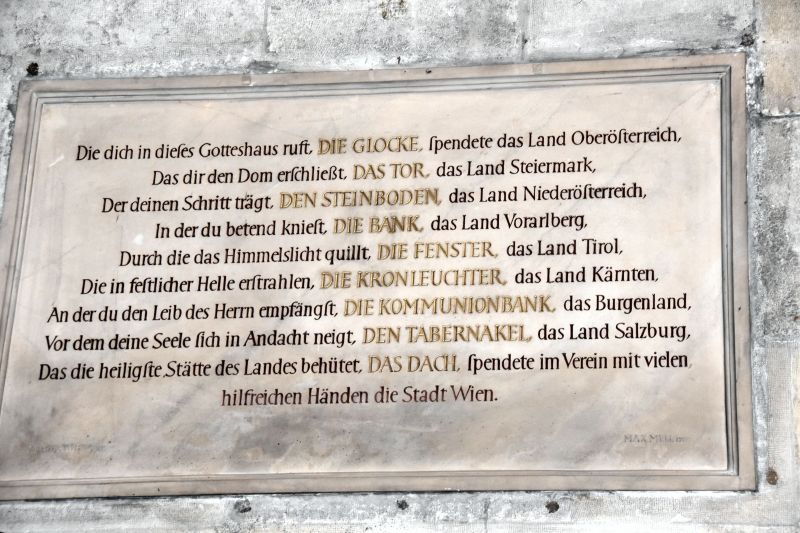 Die dich in dieſes Gotteshaus ruft, DIE GLOCKE, ſpendete das Land Oberöſterreich,
Das dir den Dom erſchließt, DAS TOR, das Land Steiermark,
Der deinen Schritt trägt, DEN STEINBODEN, das Land Niederöſterreich,
In der du betend knieſt, DIE BANK, das Land Vorarlberg,
Durch die das Himmelslicht quillt, DIE FENSTER, das Land Tirol,
Die in feſtlicher Helle erſtrahlen, DIE KRONLEUCHTER, das Land Kärnten,
An der du den Leib des Herrn empfängſt, DIE KOMMUNIONBANK, das Burgenland,
Vor dem deine Seele ſich in Andacht neigt, DEN TABERNAKEL, das Land Salzburg,
Das die heiligſte Stätte des Landes behütet, DAS DACH, ſpendete im Verein mit vielen
hilfreichen Händen die Stadt Wien.
MAX